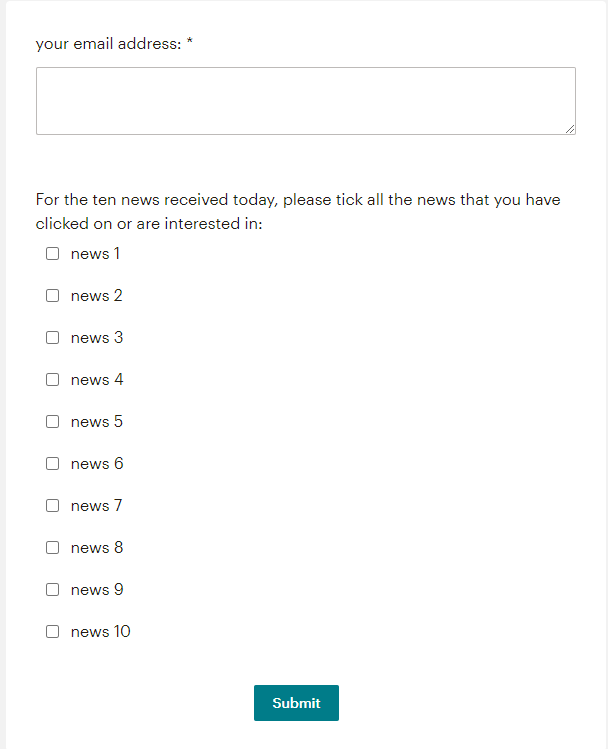 your email address: *
For the ten news received today, please tick all the news that you have
clicked on or are interested in:
news 1
news 2
news 3
news 4
news 5
news 6
news 7
news 8
news 9
news 10
Submit